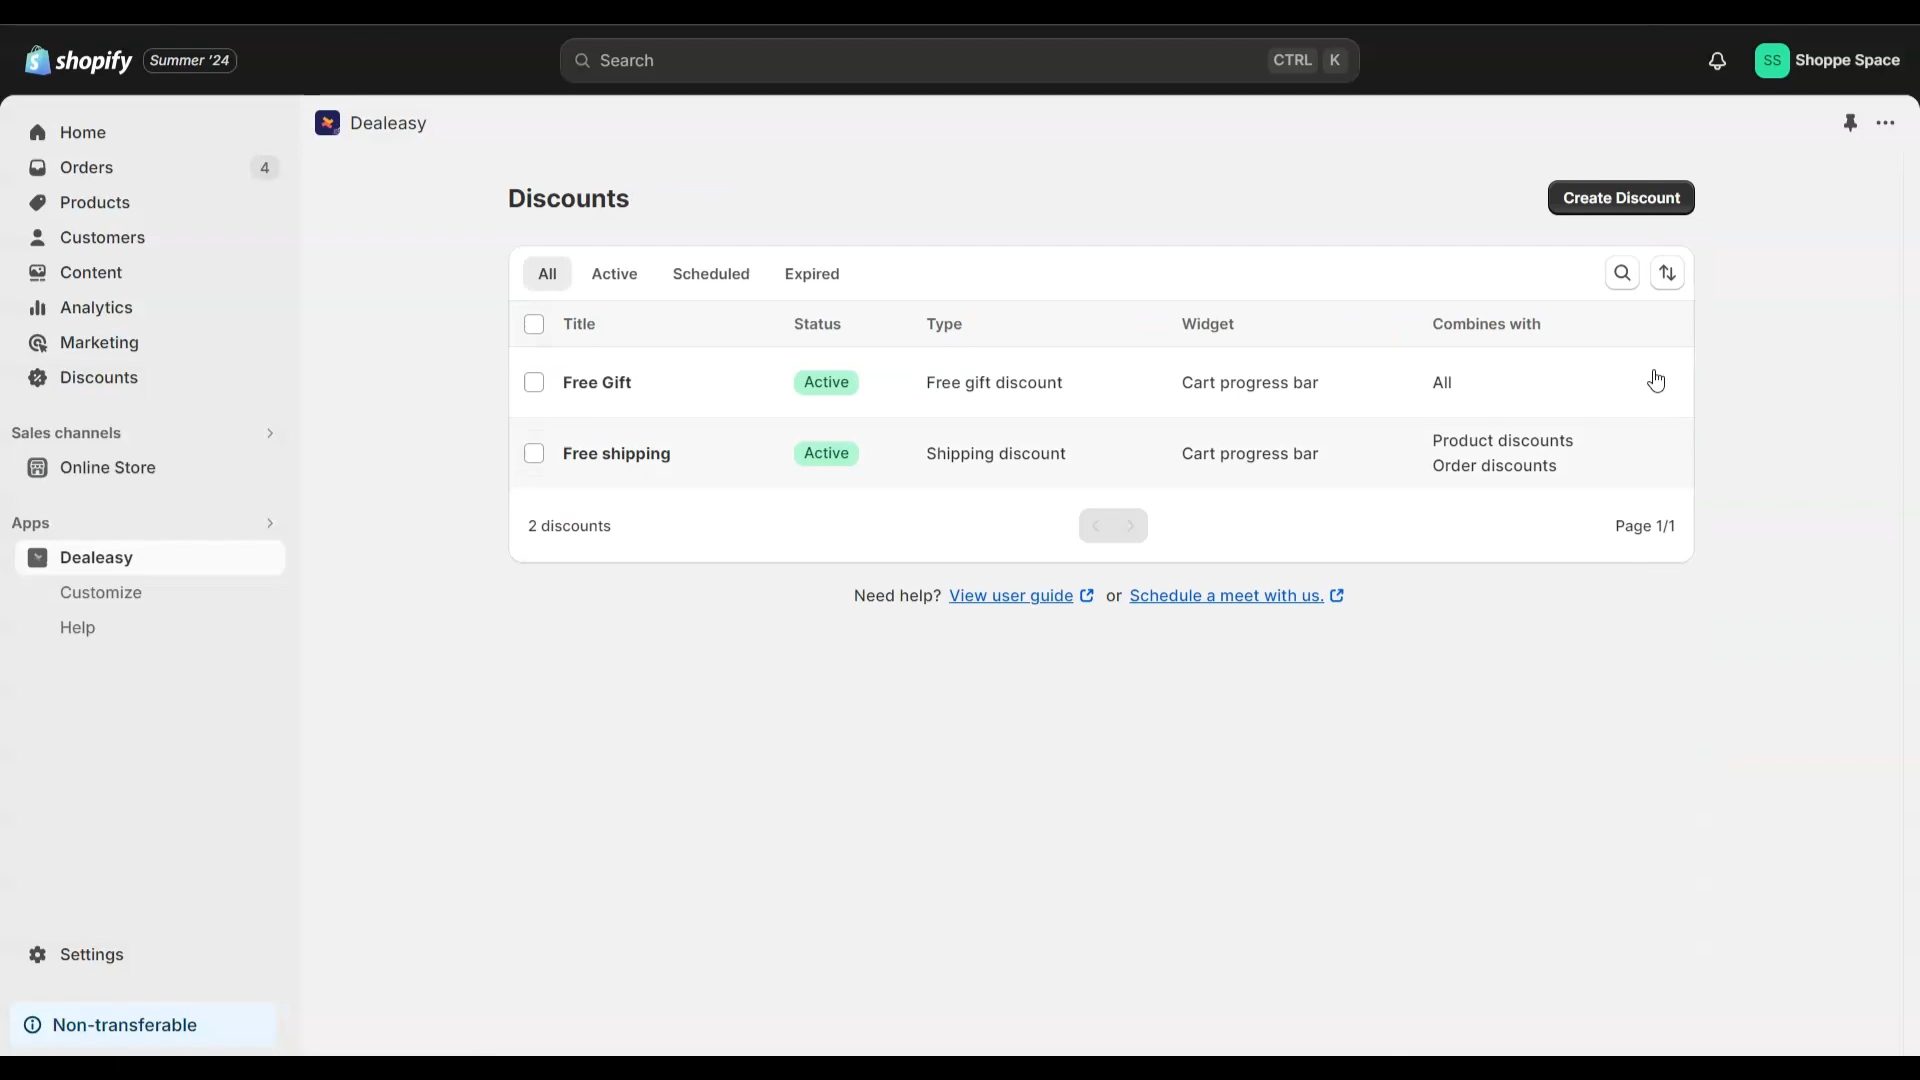 shopify Summer '24 Search CTRL K SS Shoppe Space
Dealeasy
Home
Orders 4
Products
Customers
Content
Analytics
Marketing
Discounts
Sales channels
Online Store
Apps
Dealeasy
Customize
Help
Settings
Non-transferable
Discounts Create Discount
All Active Scheduled Expired
Title Status Type Widget Combines with
Free Gift Active Free gift discount Cart progress bar All
Free shipping Active Shipping discount Cart progress bar Product discounts
Order discounts
2 discounts Page 1/1
Need help? View user guide or Schedule a meet with us.